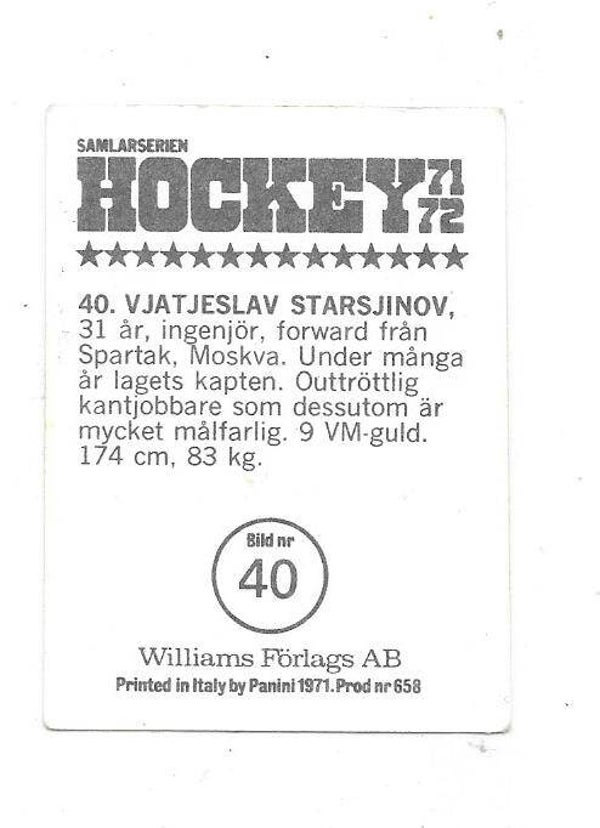 SAMLARSERIEN
HOCKEY 71 72
40. VJATJESLAV STARSJINOV,
31 år, ingenjör, forward från
Spartak, Moskva. Under många
år lagets kapten. Outtröttlig
kantjobbare som dessutom är
mycket målfarlig. 9 VM-guld.
174 cm, 83 kg.
Bild nr
40
Williams Förlags AB
Printed in Italy by Panini 1971. Prod nr 658